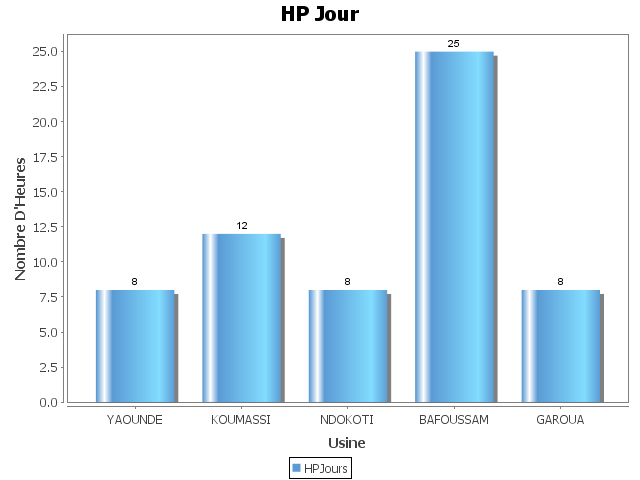 HP Jour
25.0
22.5
20.0
17.5
15.0
12.5
10.0
7.5
5.0
2.5
0.0
Nombre D'Heures
8
12
8
25
8
YAOUNDE
KOUMASSI
NDOKOTI
BAFOUSSAM
GAROUA
Usine
HPJours